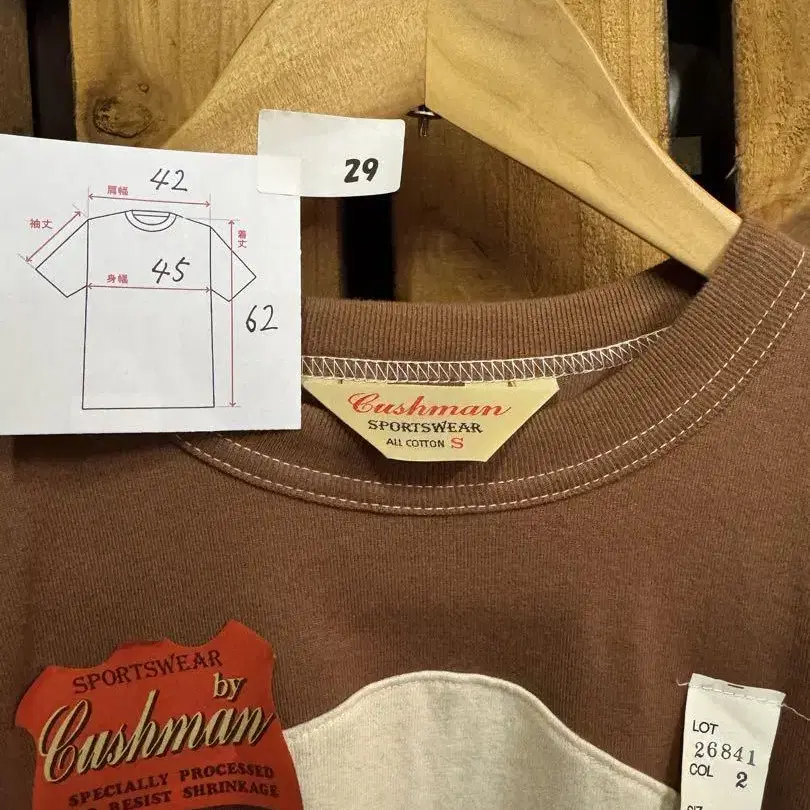 29
42
肩幅
袖丈
着丈
身幅
45
62
Cushman
SPORTSWEAR
ALL COTTON S
SPORTSWEAR
by
Cushman
SPECIALLY PROCESSED
RESIST SHRINKAGE
LOT
26841
COL 2